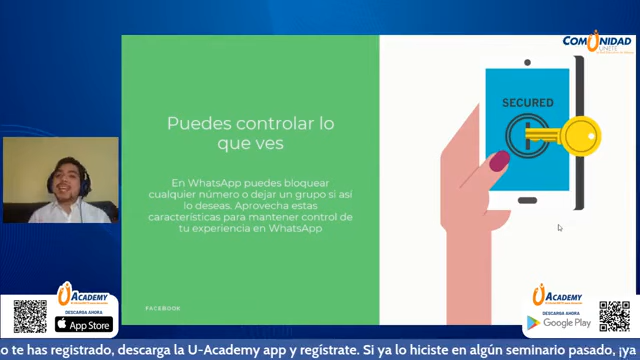 COMUNIDAD
ÚNETE
Puedes controlar lo
que ves
SECURED
En WhatsApp puedes bloquear
cualquier número o dejar un grupo si así
lo deseas. Aprovecha estas
características para mantener control de
tu experiencia en WhatsApp
FACEBOOK
U ACADEMY
DESCARGA AHORA
App Store
U ACADEMY
DESCARGA AHORA
Google Play
o te has registrado, descarga la U-Academy app y regístrate. Si ya lo hiciste en algún seminario pasado, ¡ya